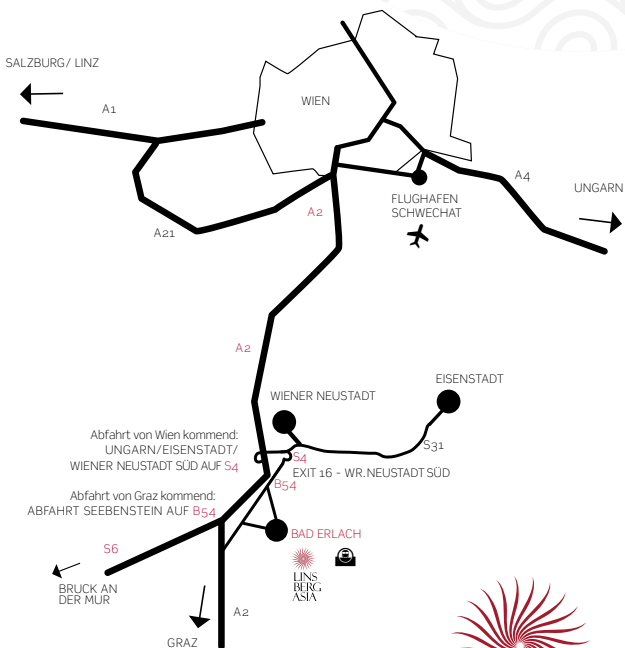 SALZBURG/ LINZ
A1
WIEN
A4
UNGARN
FLUGHAFEN
SCHWECHAT
A2
A21
A2
EISENSTADT
WIENER NEUSTADT
Abfahrt von Wien kommend:
UNGARN/EISENSTADT/
WIENER NEUSTADT SÜD AUF S4
S31
S4
EXIT 16 - WR.NEUSTADT SÜD
B54
Abfahrt von Graz kommend:
ABFAHRT SEEBENSTEIN AUF B54
BAD ERLACH
S6
LINS
BERG
ASIA
BRUCK AN
DER MUR
A2
GRAZ